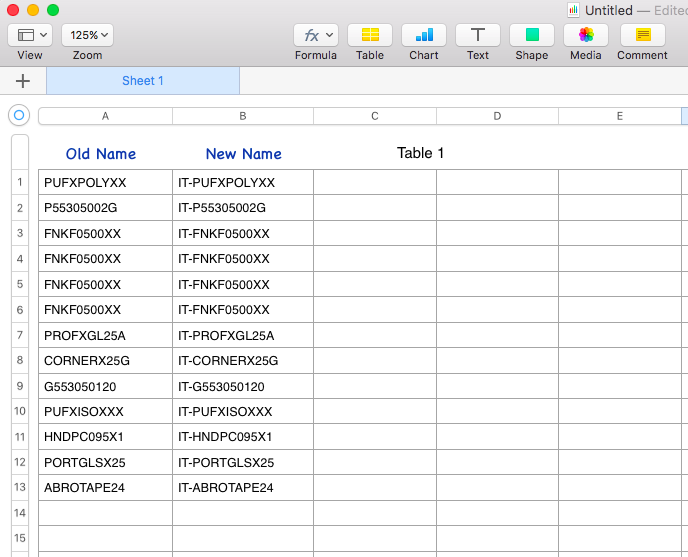 Untitled — Edited
125%
View
Zoom
Formula
Table
Chart
Text
Shape
Media
Comment
Sheet 1
A B C D E
Old Name New Name Table 1
1 PUFXPOLYXX IT-PUFXPOLYXX
2 P55305002G IT-P55305002G
3 FNKF0500XX IT-FNKF0500XX
4 FNKF0500XX IT-FNKF0500XX
5 FNKF0500XX IT-FNKF0500XX
6 FNKF0500XX IT-FNKF0500XX
7 PROFXGL25A IT-PROFXGL25A
8 CORNERX25G IT-CORNERX25G
9 G553050120 IT-G553050120
10 PUFXISOXXX IT-PUFXISOXXX
11 HNDPC095X1 IT-HNDPC095X1
12 PORTGLSX25 IT-PORTGLSX25
13 ABROTAPE24 IT-ABROTAPE24
14
15